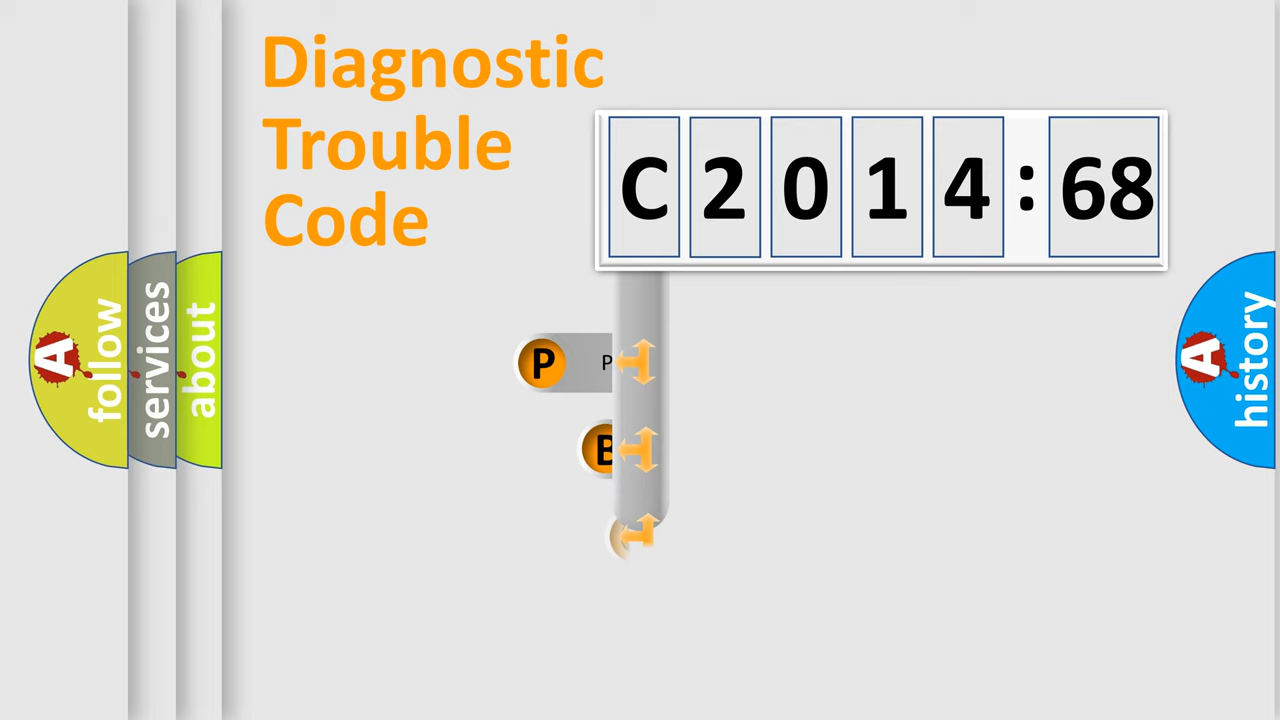 Diagnostic
Trouble
Code
C2014:68
P
P
B
A
follow
services
about
A
history